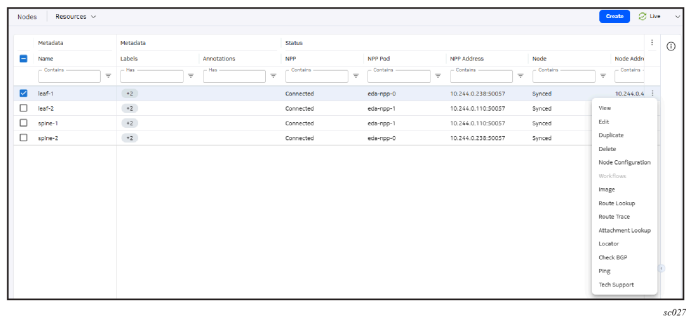 Nodes Resources Create Live
Metadata Metadata Status
Name Labels Annotations NPP NPP Pod NPP Address Node Node Addre
Contains Has Has Contains Contains Contains Contains Contains
leaf-1 +2 Connected eda-npp-0 10.244.0.238:50057 Synced 10.244.0.4
leaf-2 +2 Connected eda-npp-1 10.244.0.110:50057 Synced
spine-1 +2 Connected eda-npp-1 10.244.0.110:50057 Synced
spine-2 +2 Connected eda-npp-0 10.244.0.238:50057 Synced
View
Edit
Duplicate
Delete
Node Configuration
Workflows
Image
Route Lookup
Route Trace
Attachment Lookup
Locator
Check BGP
Ping
Tech Support
sc027